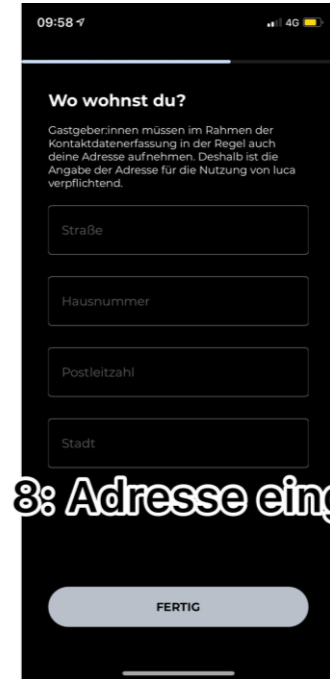 09:58
4G
Wo wohnst du?
Gastgeber:innen müssen im Rahmen der
Kontaktdatenerfassung in der Regel auch
deine Adresse aufnehmen. Deshalb ist die
Angabe der Adresse für die Nutzung von luca
verpflichtend.
Straße
Hausnummer
Postleitzahl
Stadt
8: Adresse eing
FERTIG